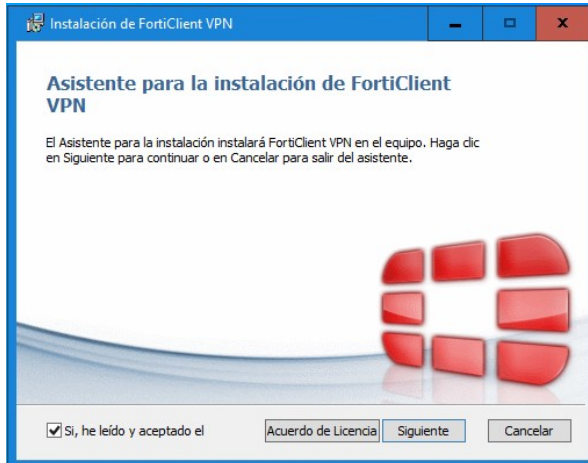 Instalación de FortiClient VPN
Asistente para la instalación de FortiClient
VPN
El Asistente para la instalación instalará FortiClient VPN en el equipo. Haga clic
en Siguiente para continuar o en Cancelar para salir del asistente.
Si, he leído y aceptado el
Acuerdo de Licencia
Siguiente
Cancelar